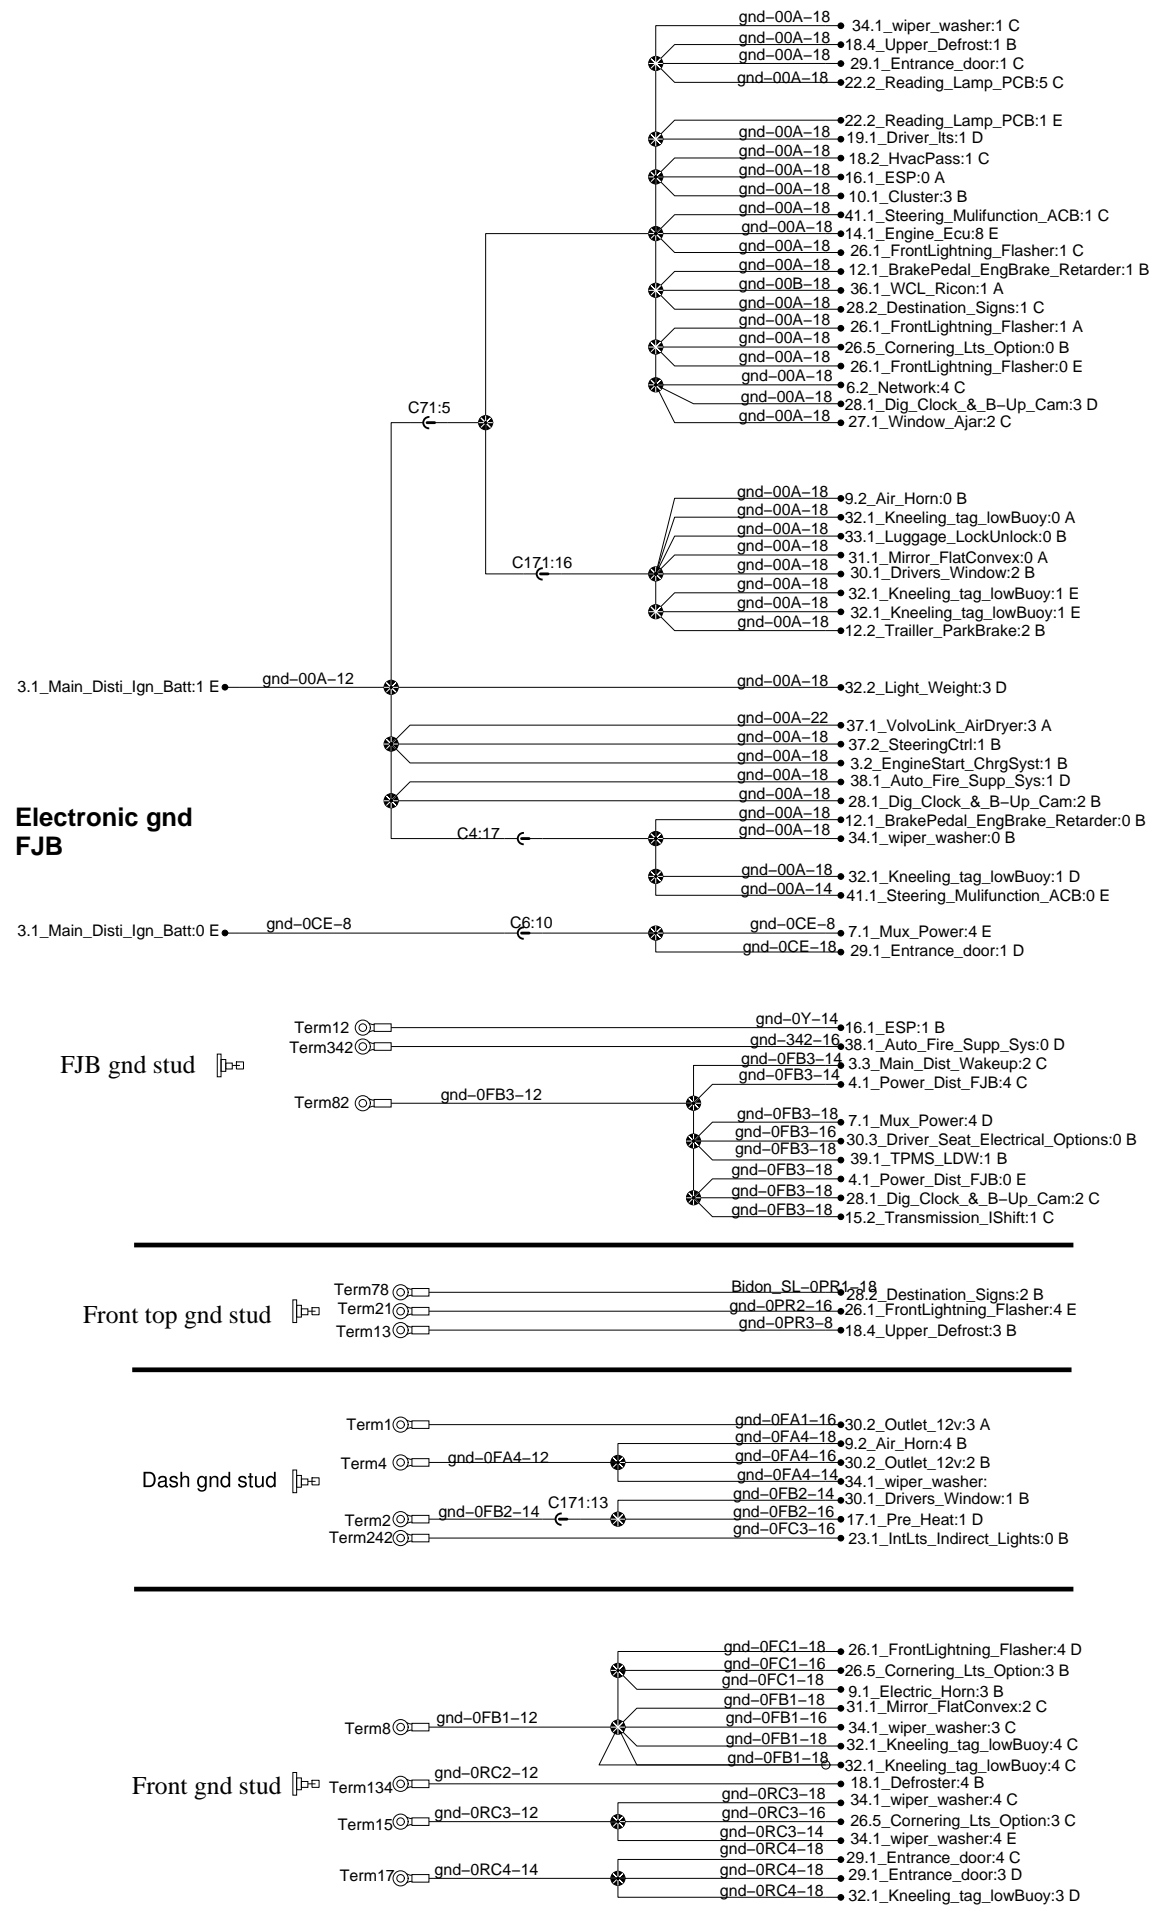 gnd−00A−18 34.1_wiper_washer:1 C
gnd−00A−18 18.4_Upper_Defrost:1 B
gnd−00A−18 29.1_Entrance_door:1 C
gnd−00A−18 22.2_Reading_Lamp_PCB:5 C
22.2_Reading_Lamp_PCB:1 E
gnd−00A−18 19.1_Driver_lts:1 D
gnd−00A−18 18.2_HvacPass:1 C
gnd−00A−18 16.1_ESP:0 A
gnd−00A−18 10.1_Cluster:3 B
gnd−00A−18 41.1_Steering_Mulifunction_ACB:1 C
gnd−00A−18 14.1_Engine_Ecu:8 E
gnd−00A−18 26.1_FrontLightning_Flasher:1 C
gnd−00A−18 12.1_BrakePedal_EngBrake_Retarder:1 B
gnd−00B−18 36.1_WCL_Ricon:1 A
gnd−00A−18 28.2_Destination_Signs:1 C
gnd−00A−18 26.1_FrontLightning_Flasher:1 A
gnd−00A−18 26.5_Cornering_Lts_Option:0 B
gnd−00A−18 26.1_FrontLightning_Flasher:0 E
gnd−00A−18 6.2_Network:4 C
gnd−00A−18 28.1_Dig_Clock_&_B−Up_Cam:3 D
C71:5
gnd−00A−18 27.1_Window_Ajar:2 C
gnd−00A−18 9.2_Air_Horn:0 B
gnd−00A−18 32.1_Kneeling_tag_lowBuoy:0 A
gnd−00A−18 33.1_Luggage_LockUnlock:0 B
gnd−00A−18 31.1_Mirror_FlatConvex:0 A
C171:16
gnd−00A−18 30.1_Drivers_Window:2 B
gnd−00A−18 32.1_Kneeling_tag_lowBuoy:1 E
gnd−00A−18 32.1_Kneeling_tag_lowBuoy:1 E
gnd−00A−18 12.2_Trailler_ParkBrake:2 B
3.1_Main_Disti_Ign_Batt:1 E gnd−00A−12 gnd−00A−18 32.2_Light_Weight:3 D
gnd−00A−22 37.1_VolvoLink_AirDryer:3 A
gnd−00A−18 37.2_SteeringCtrl:1 B
gnd−00A−18 3.2_EngineStart_ChrgSyst:1 B
gnd−00A−18 38.1_Auto_Fire_Supp_Sys:1 D
gnd−00A−18 28.1_Dig_Clock_&_B−Up_Cam:2 B
Electronic gnd
FJB
gnd−00A−18 12.1_BrakePedal_EngBrake_Retarder:0 B
C4:17 gnd−00A−18 34.1_wiper_washer:0 B
gnd−00A−18 32.1_Kneeling_tag_lowBuoy:1 D
gnd−00A−14 41.1_Steering_Mulifunction_ACB:0 E
3.1_Main_Disti_Ign_Batt:0 E gnd−0CE−8 C6:10 gnd−0CE−8 7.1_Mux_Power:4 E
gnd−0CE−18 29.1_Entrance_door:1 D
Term12 gnd−0Y−14 16.1_ESP:1 B
Term342 gnd−342−16 38.1_Auto_Fire_Supp_Sys:0 D
FJB gnd stud
gnd−0FB3−14 3.3_Main_Dist_Wakeup:2 C
gnd−0FB3−14 4.1_Power_Dist_FJB:4 C
Term82 gnd−0FB3−12
gnd−0FB3−18 7.1_Mux_Power:4 D
gnd−0FB3−16 30.3_Driver_Seat_Electrical_Options:0 B
gnd−0FB3−18 39.1_TPMS_LDW:1 B
gnd−0FB3−18 4.1_Power_Dist_FJB:0 E
gnd−0FB3−18 28.1_Dig_Clock_&_B−Up_Cam:2 C
gnd−0FB3−18 15.2_Transmission_IShift:1 C
Term78 Bidon_SL−0PR1−18 28.2_Destination_Signs:2 B
Front top gnd stud
Term21 gnd−0PR2−16 26.1_FrontLightning_Flasher:4 E
Term13 gnd−0PR3−8 18.4_Upper_Defrost:3 B
Term1 gnd−0FA1−16 30.2_Outlet_12v:3 A
gnd−0FA4−18 9.2_Air_Horn:4 B
Term4 gnd−0FA4−12 gnd−0FA4−16 30.2_Outlet_12v:2 B
Dash gnd stud
gnd−0FA4−14 34.1_wiper_washer:
gnd−0FB2−14 30.1_Drivers_Window:1 B
Term2 gnd−0FB2−14 C171:13 gnd−0FB2−16 17.1_Pre_Heat:1 D
Term242 gnd−0FC3−16 23.1_IntLts_Indirect_Lights:0 B
gnd−0FC1−18 26.1_FrontLightning_Flasher:4 D
gnd−0FC1−16 26.5_Cornering_Lts_Option:3 B
gnd−0FC1−18 9.1_Electric_Horn:3 B
gnd−0FB1−18 31.1_Mirror_FlatConvex:2 C
Term8 gnd−0FB1−12 gnd−0FB1−16 34.1_wiper_washer:3 C
gnd−0FB1−18 32.1_Kneeling_tag_lowBuoy:4 C
gnd−0FB1−18 32.1_Kneeling_tag_lowBuoy:4 C
Front gnd stud
Term134 gnd−0RC2−12 18.1_Defroster:4 B
gnd−0RC3−18 34.1_wiper_washer:4 C
Term15 gnd−0RC3−12 gnd−0RC3−16 26.5_Cornering_Lts_Option:3 C
gnd−0RC3−14 34.1_wiper_washer:4 E
gnd−0RC4−18 29.1_Entrance_door:4 C
Term17 gnd−0RC4−14 gnd−0RC4−18 29.1_Entrance_door:3 D
gnd−0RC4−18 32.1_Kneeling_tag_lowBuoy:3 D